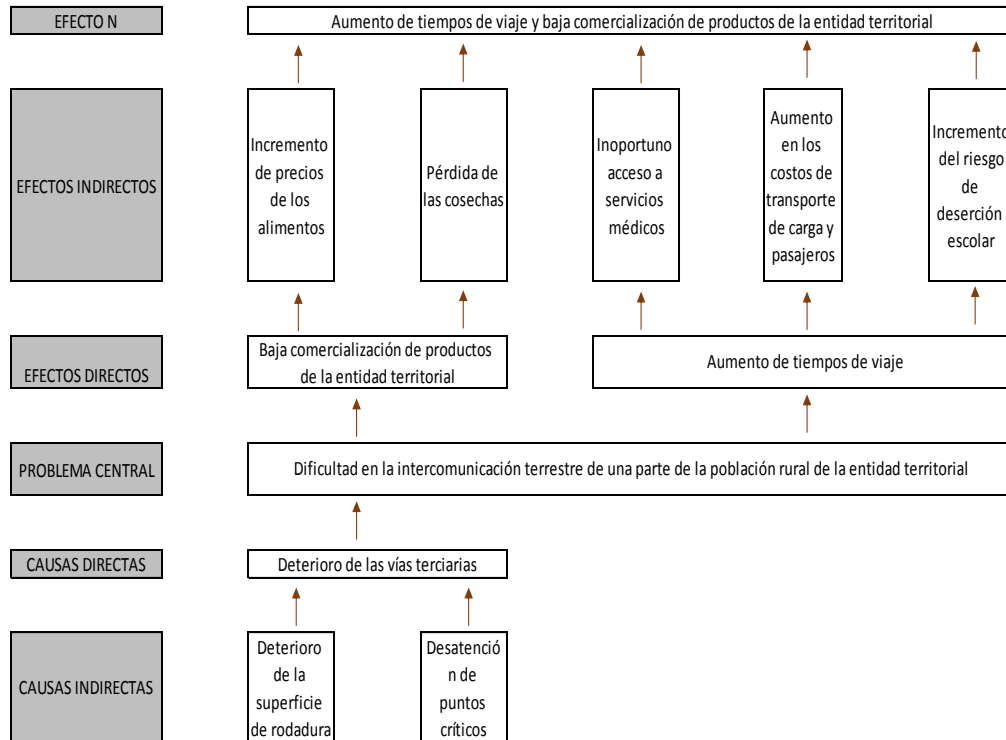 EFECTO N
Aumento de tiempos de viaje y baja comercialización de productos de la entidad territorial
EFECTOS INDIRECTOS
Incremento
de precios
de los
alimentos
Pérdida de
las cosechas
Inoportuno
acceso a
servicios
médicos
Aumento
en los
costos de
transporte
de carga y
pasajeros
Incremento
del riesgo
de
deserción
escolar
EFECTOS DIRECTOS
Baja comercialización de productos
de la entidad territorial
Aumento de tiempos de viaje
PROBLEMA CENTRAL
Dificultad en la intercomunicación terrestre de una parte de la población rural de la entidad territorial
CAUSAS DIRECTAS
Deterioro de las vías terciarias
CAUSAS INDIRECTAS
Deterioro
de la
superficie
de rodadura
Desatenció
n de
puntos
críticos